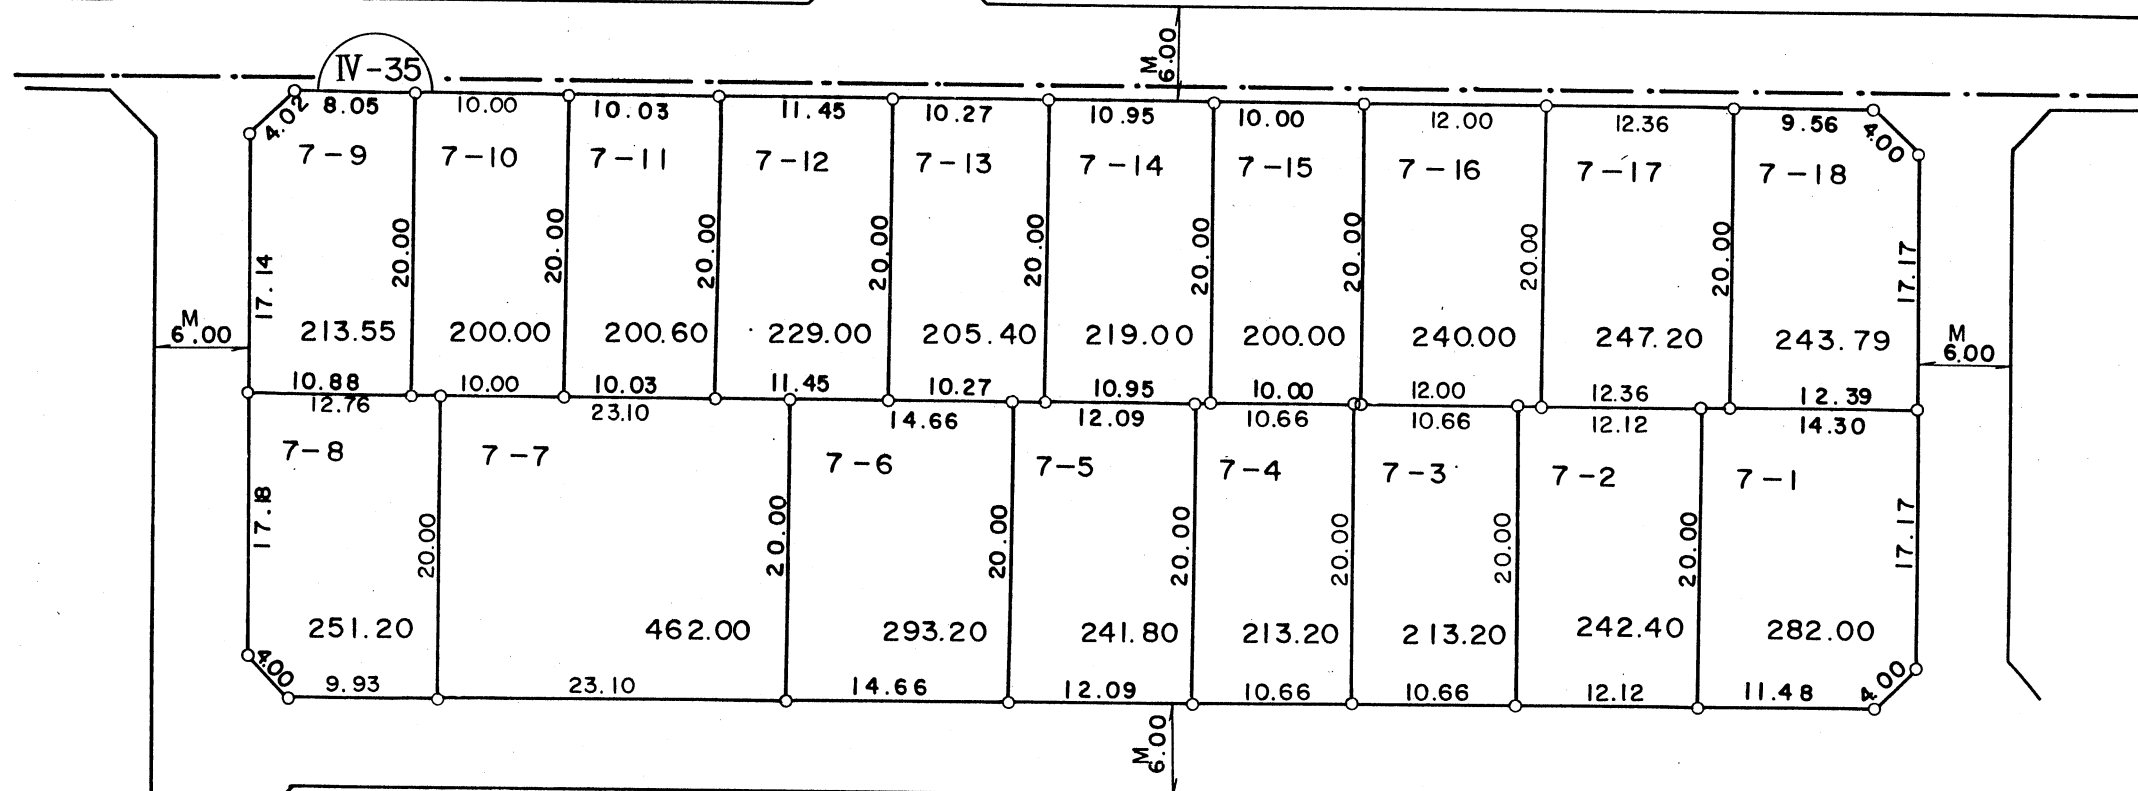 IV-35
M 6.00
4.02 8.05 10.00 10.03 11.45 10.27 10.95 10.00 12.00 12.36 9.56 4.00
7-9 7-10 7-11 7-12 7-13 7-14 7-15 7-16 7-17 7-18
17.14 20.00 20.00 20.00 20.00 20.00 20.00 20.00 20.00 20.00 17.17
M 6.00
213.55 200.00 200.60 229.00 205.40 219.00 200.00 240.00 247.20 243.79
M 6.00
10.88 10.00 10.03 11.45 10.27 10.95 10.00 12.00 12.36 12.39
12.76 23.10 14.66 12.09 10.66 10.66 12.12 14.30
7-8 7-7 7-6 7-5 7-4 7-3 7-2 7-1
17.18 20.00 20.00 20.00 20.00 20.00 20.00 20.00 17.17
251.20 462.00 293.20 241.80 213.20 213.20 242.40 282.00
4.00 9.93 23.10 14.66 12.09 10.66 10.66 12.12 11.48 4.00
M 6.00